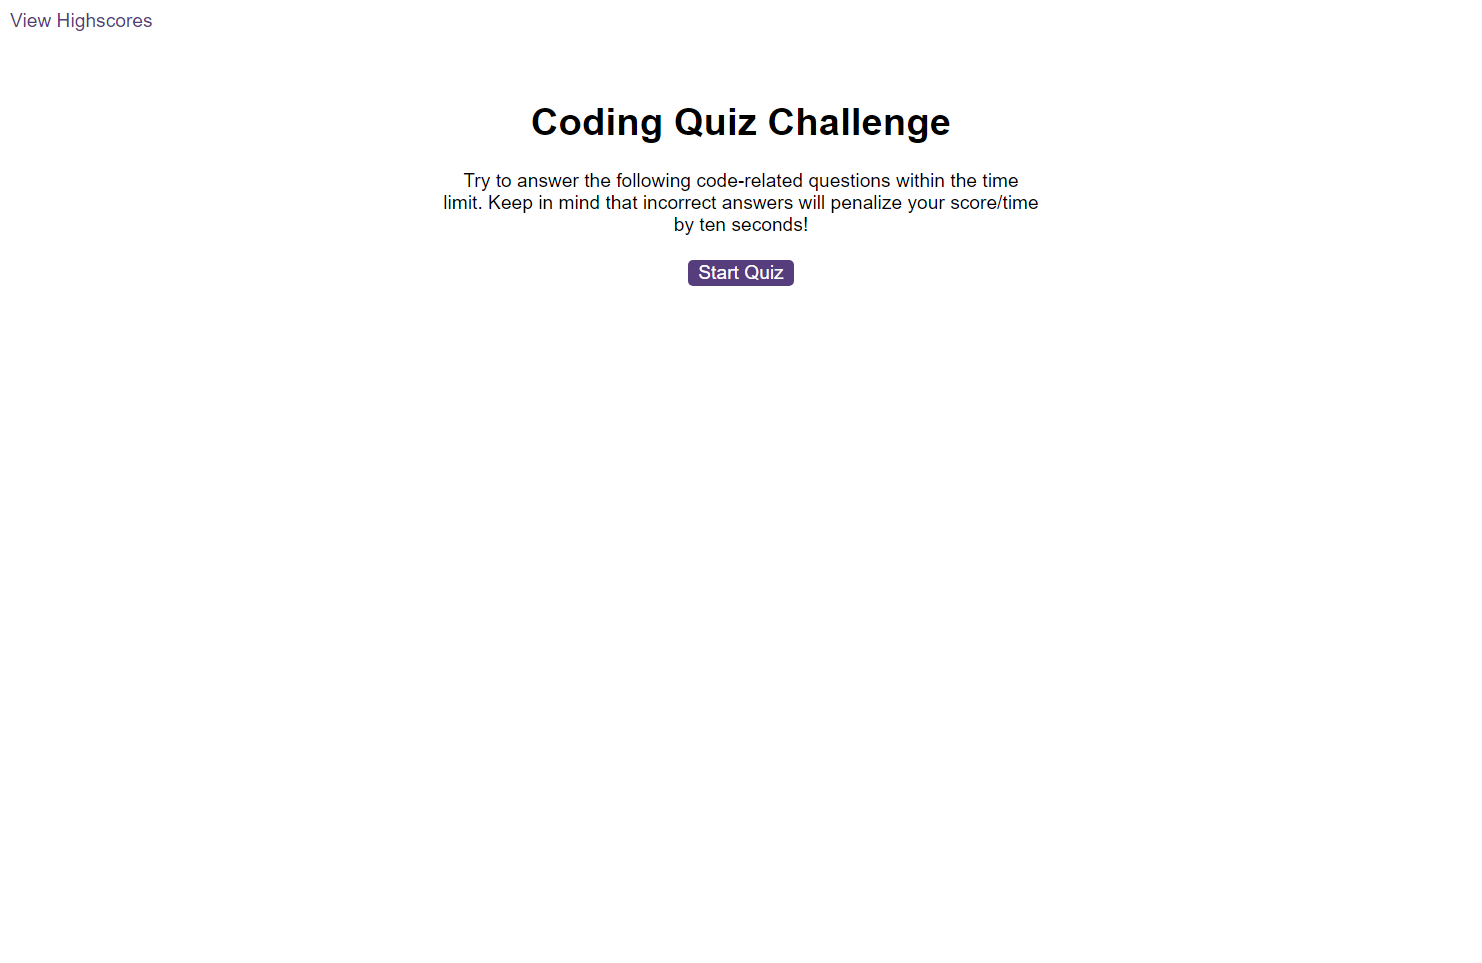 View Highscores
Coding Quiz Challenge
Try to answer the following code-related questions within the time
limit. Keep in mind that incorrect answers will penalize your score/time
by ten seconds!
Start Quiz